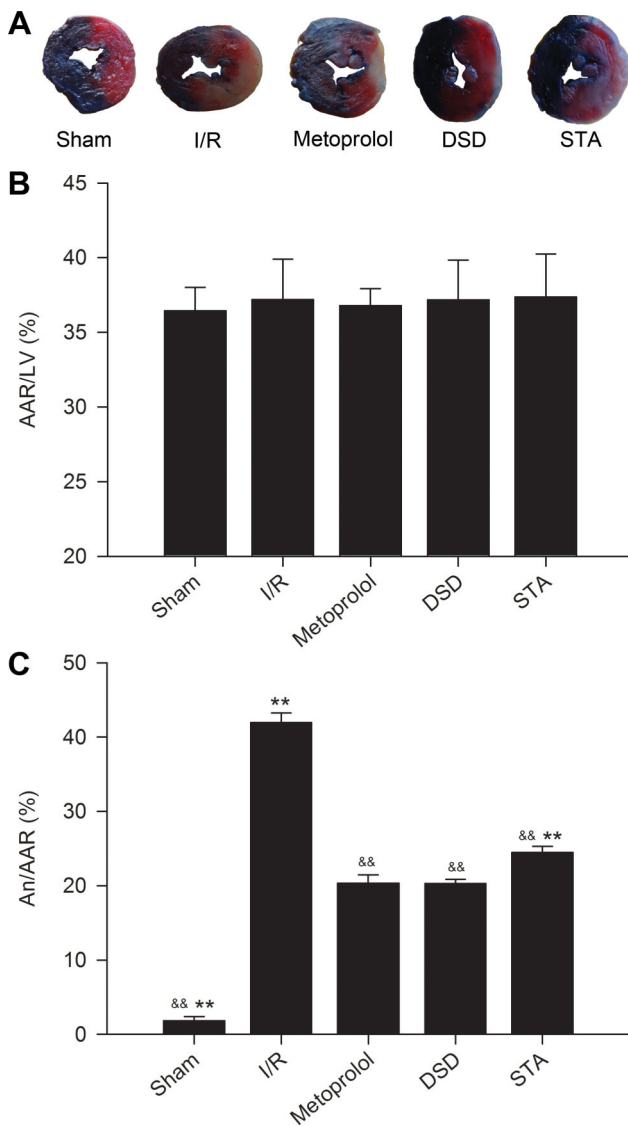 A
Sham I/R Metoprolol DSD STA
B
AAR/LV (%)
45
40
35
30
25
20
Sham I/R Metoprolol DSD STA
C
An/AAR (%)
50
40
30
20
10
0
&& ** ** && && && **
Sham I/R Metoprolol DSD STA